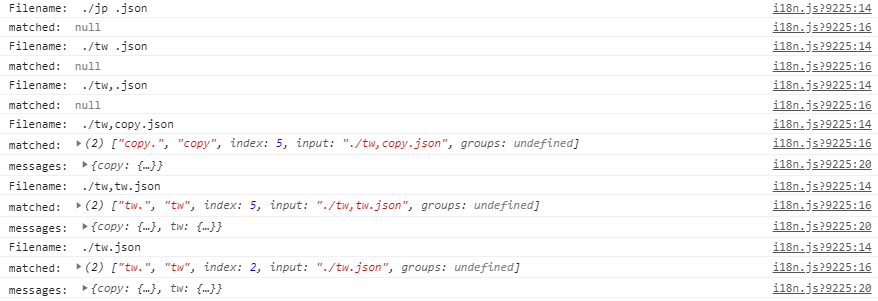 Filename:  ./jp .json i18n.js?9225:14
matched:  null i18n.js?9225:16
Filename:  ./tw .json i18n.js?9225:14
matched:  null i18n.js?9225:16
Filename:  ./tw,.json i18n.js?9225:14
matched:  null i18n.js?9225:16
Filename:  ./tw,copy.json i18n.js?9225:14
matched:  ▶(2) ["copy.", "copy", index: 5, input: "./tw,copy.json", groups: undefined] i18n.js?9225:16
messages:  ▶{copy: {…}} i18n.js?9225:20
Filename:  ./tw,tw.json i18n.js?9225:14
matched:  ▶(2) ["tw.", "tw", index: 5, input: "./tw,tw.json", groups: undefined] i18n.js?9225:16
messages:  ▶{copy: {…}, tw: {…}} i18n.js?9225:20
Filename:  ./tw.json i18n.js?9225:14
matched:  ▶(2) ["tw.", "tw", index: 2, input: "./tw.json", groups: undefined] i18n.js?9225:16
messages:  ▶{copy: {…}, tw: {…}} i18n.js?9225:20